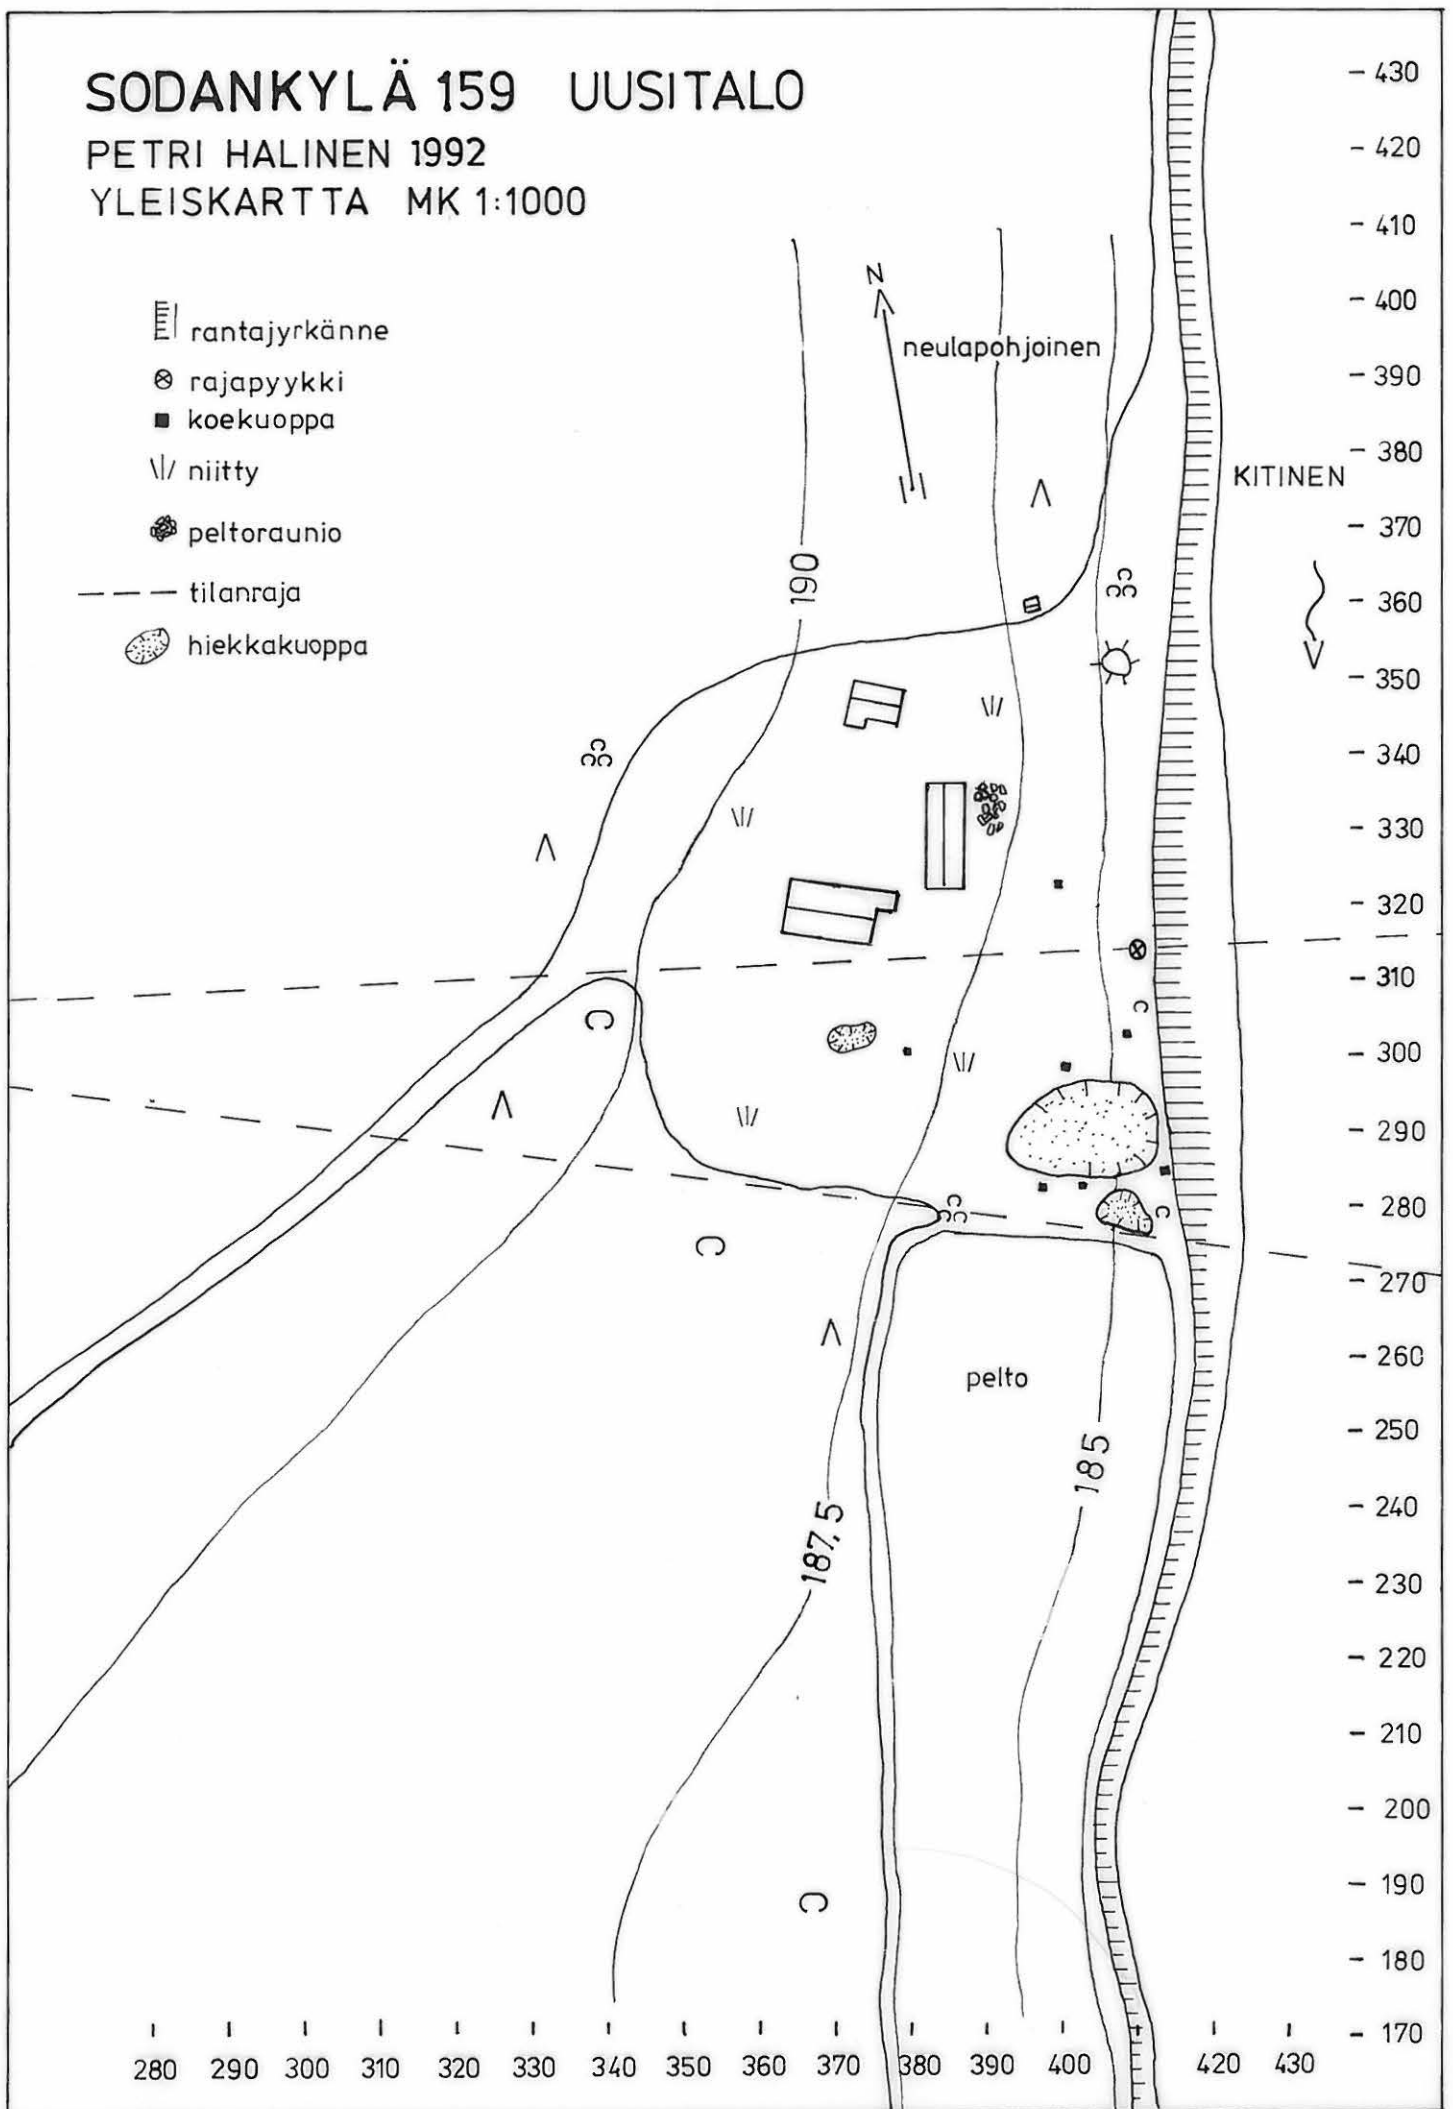 SODANKYLÄ 159 UUSITALO
PETRI HALINEN 1992
YLEISKARTTA MK 1:1000
rantajyrkänne
rajapyykki
koekuoppa
niitty
peltoraunio
tilanraja
hiekkakuoppa
N
neulapohjoinen
KITINEN
190
pelto
185
187,5
430
420
410
400
390
380
370
360
350
340
330
320
310
300
290
280
270
260
250
240
230
220
210
200
190
180
170
280 290 300 310 320 330 340 350 360 370 380 390 400 420 430